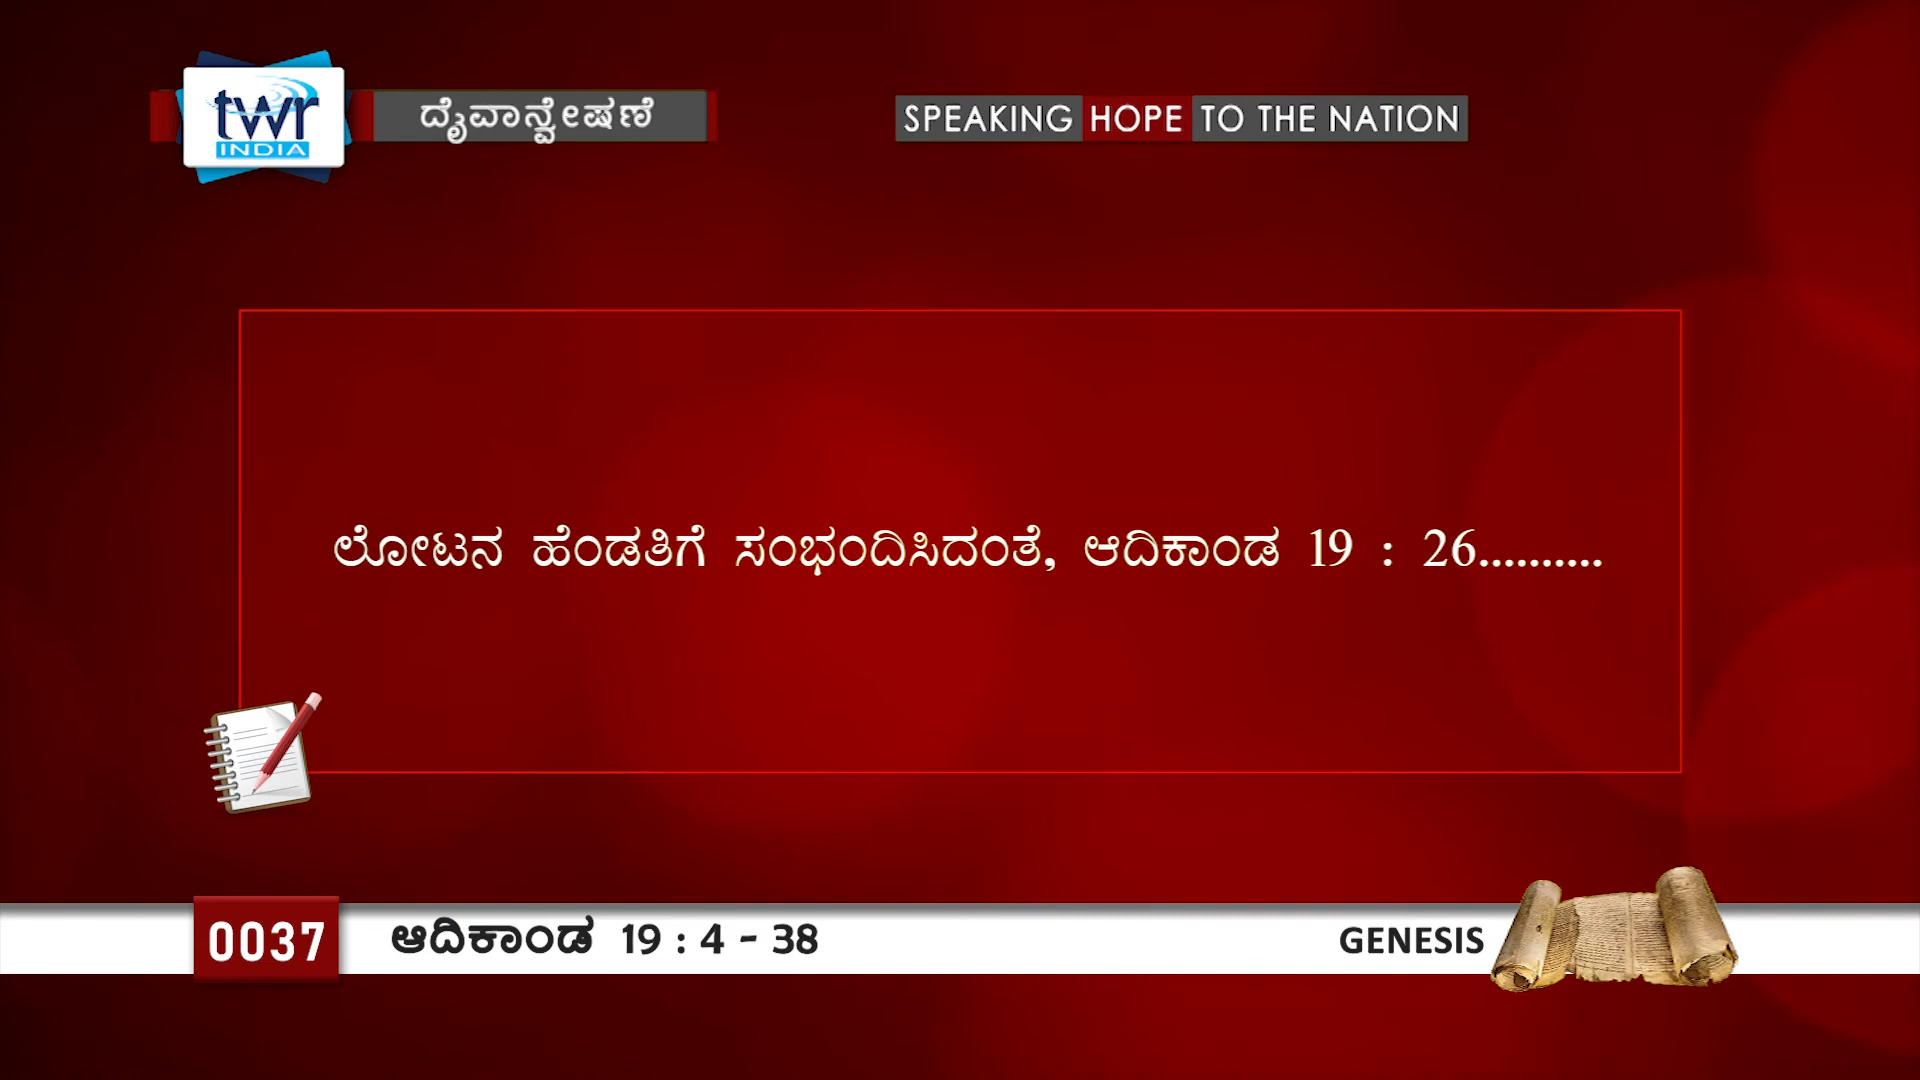 twr
INDIA
ದೈವಾನ್ವೇಷಣೆ
SPEAKING HOPE TO THE NATION
ಲೋಟನ ಹೆಂಡತಿಗೆ ಸಂಭಂದಿಸಿದಂತೆ, ಆದಿಕಾಂಡ 19 : 26..........
0037 ಆದಿಕಾಂಡ 19 : 4 - 38
GENESIS